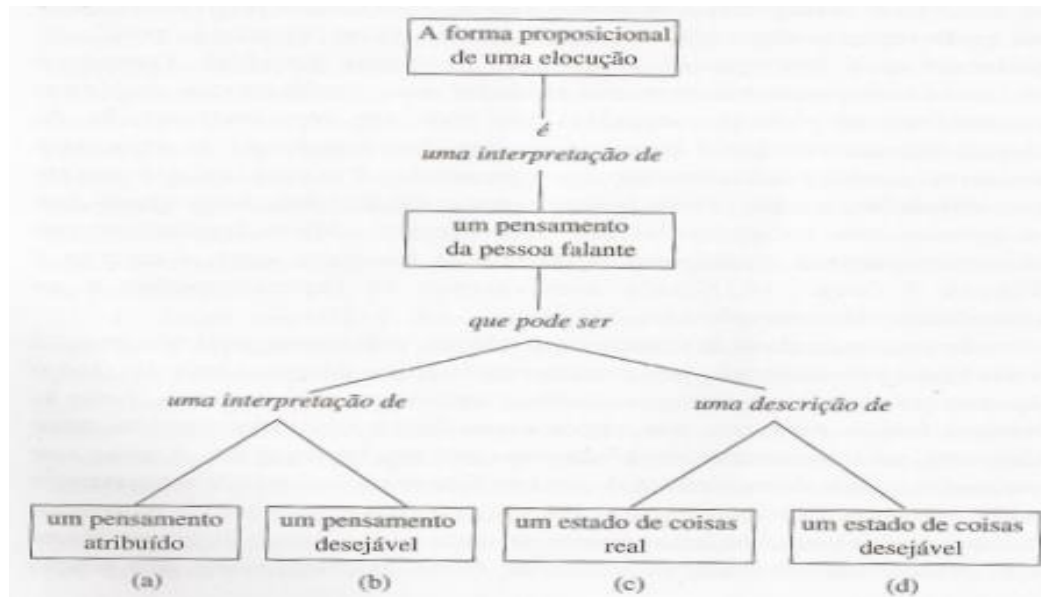 A forma proposicional
de uma elocução
é
uma interpretação de
um pensamento
da pessoa falante
que pode ser
uma interpretação de
uma descrição de
um pensamento
atribuído
um pensamento
desejável
um estado de coisas
real
um estado de coisas
desejável
(a)
(b)
(c)
(d)